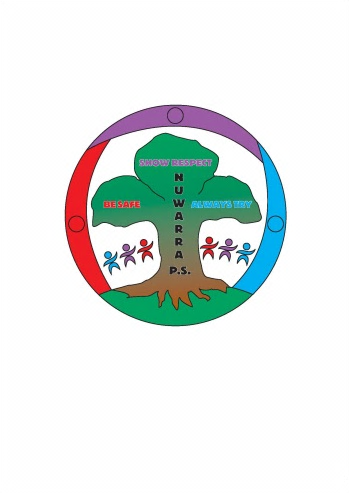 SHOW RESPECT
BE SAFE
ALWAYS TRY
NUWARRA
P.S.